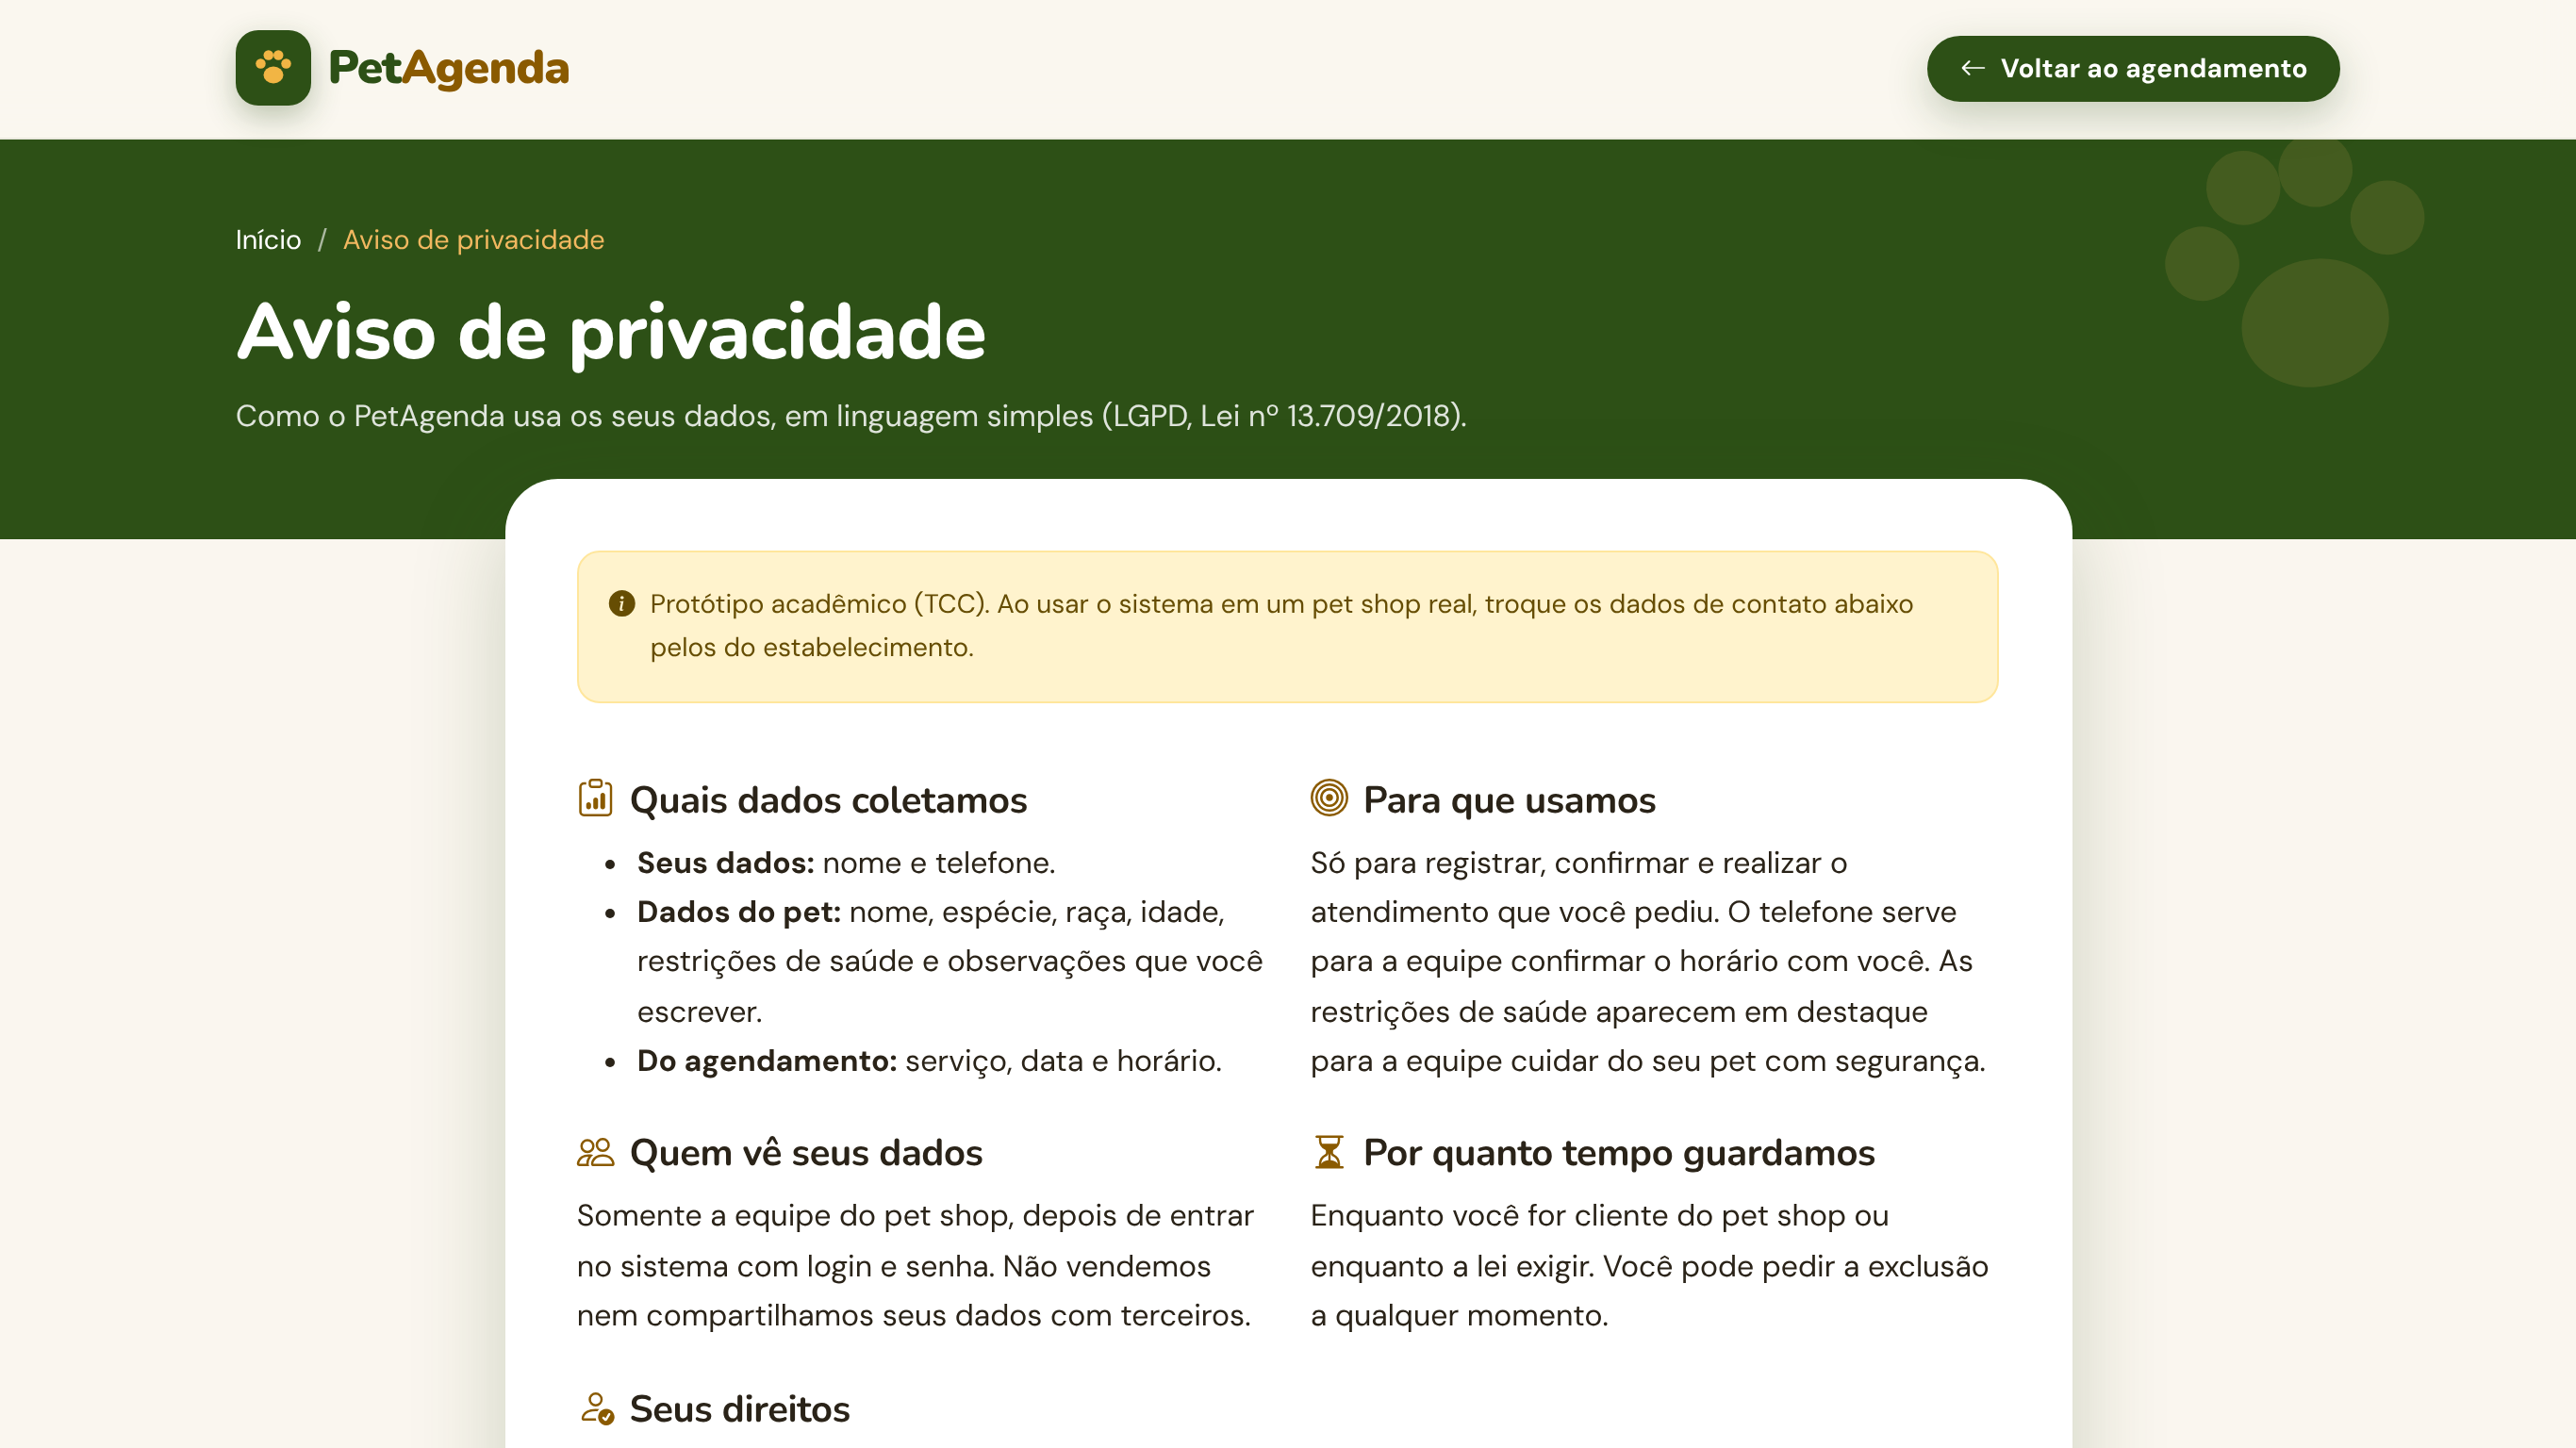 PetAgenda
← Voltar ao agendamento
Início / Aviso de privacidade
Aviso de privacidade
Como o PetAgenda usa os seus dados, em linguagem simples (LGPD, Lei nº 13.709/2018).
Protótipo acadêmico (TCC). Ao usar o sistema em um pet shop real, troque os dados de contato abaixo
pelos do estabelecimento.
Quais dados coletamos
• Seus dados: nome e telefone.
• Dados do pet: nome, espécie, raça, idade,
restrições de saúde e observações que você
escrever.
• Do agendamento: serviço, data e horário.
Para que usamos
Só para registrar, confirmar e realizar o
atendimento que você pediu. O telefone serve
para a equipe confirmar o horário com você. As
restrições de saúde aparecem em destaque
para a equipe cuidar do seu pet com segurança.
Quem vê seus dados
Somente a equipe do pet shop, depois de entrar
no sistema com login e senha. Não vendemos
nem compartilhamos seus dados com terceiros.
Por quanto tempo guardamos
Enquanto você for cliente do pet shop ou
enquanto a lei exigir. Você pode pedir a exclusão
a qualquer momento.
Seus direitos